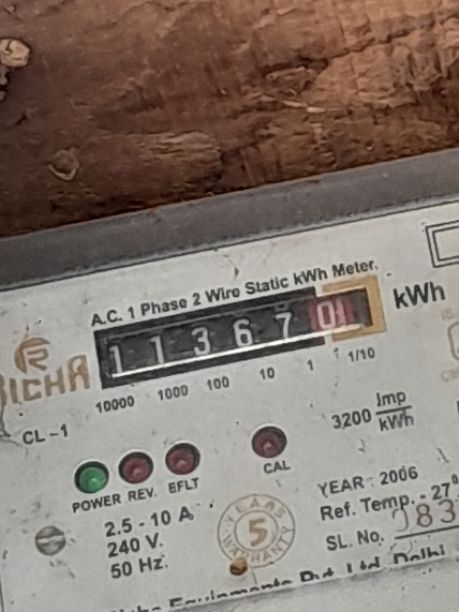 A.C. 1 Phase 2 Wire Static kWh Meter.
1 1 3 6 7 0 kWh
10000 1000 100 10 1 1/10
CL-1
3200 Imp/kWh
POWER REV. EFLT CAL
2.5 - 10 A
240 V.
50 Hz.
YEARS
5
WARRANTY
YEAR : 2006
Ref. Temp. - 27°
SL. No. 083
Delhi